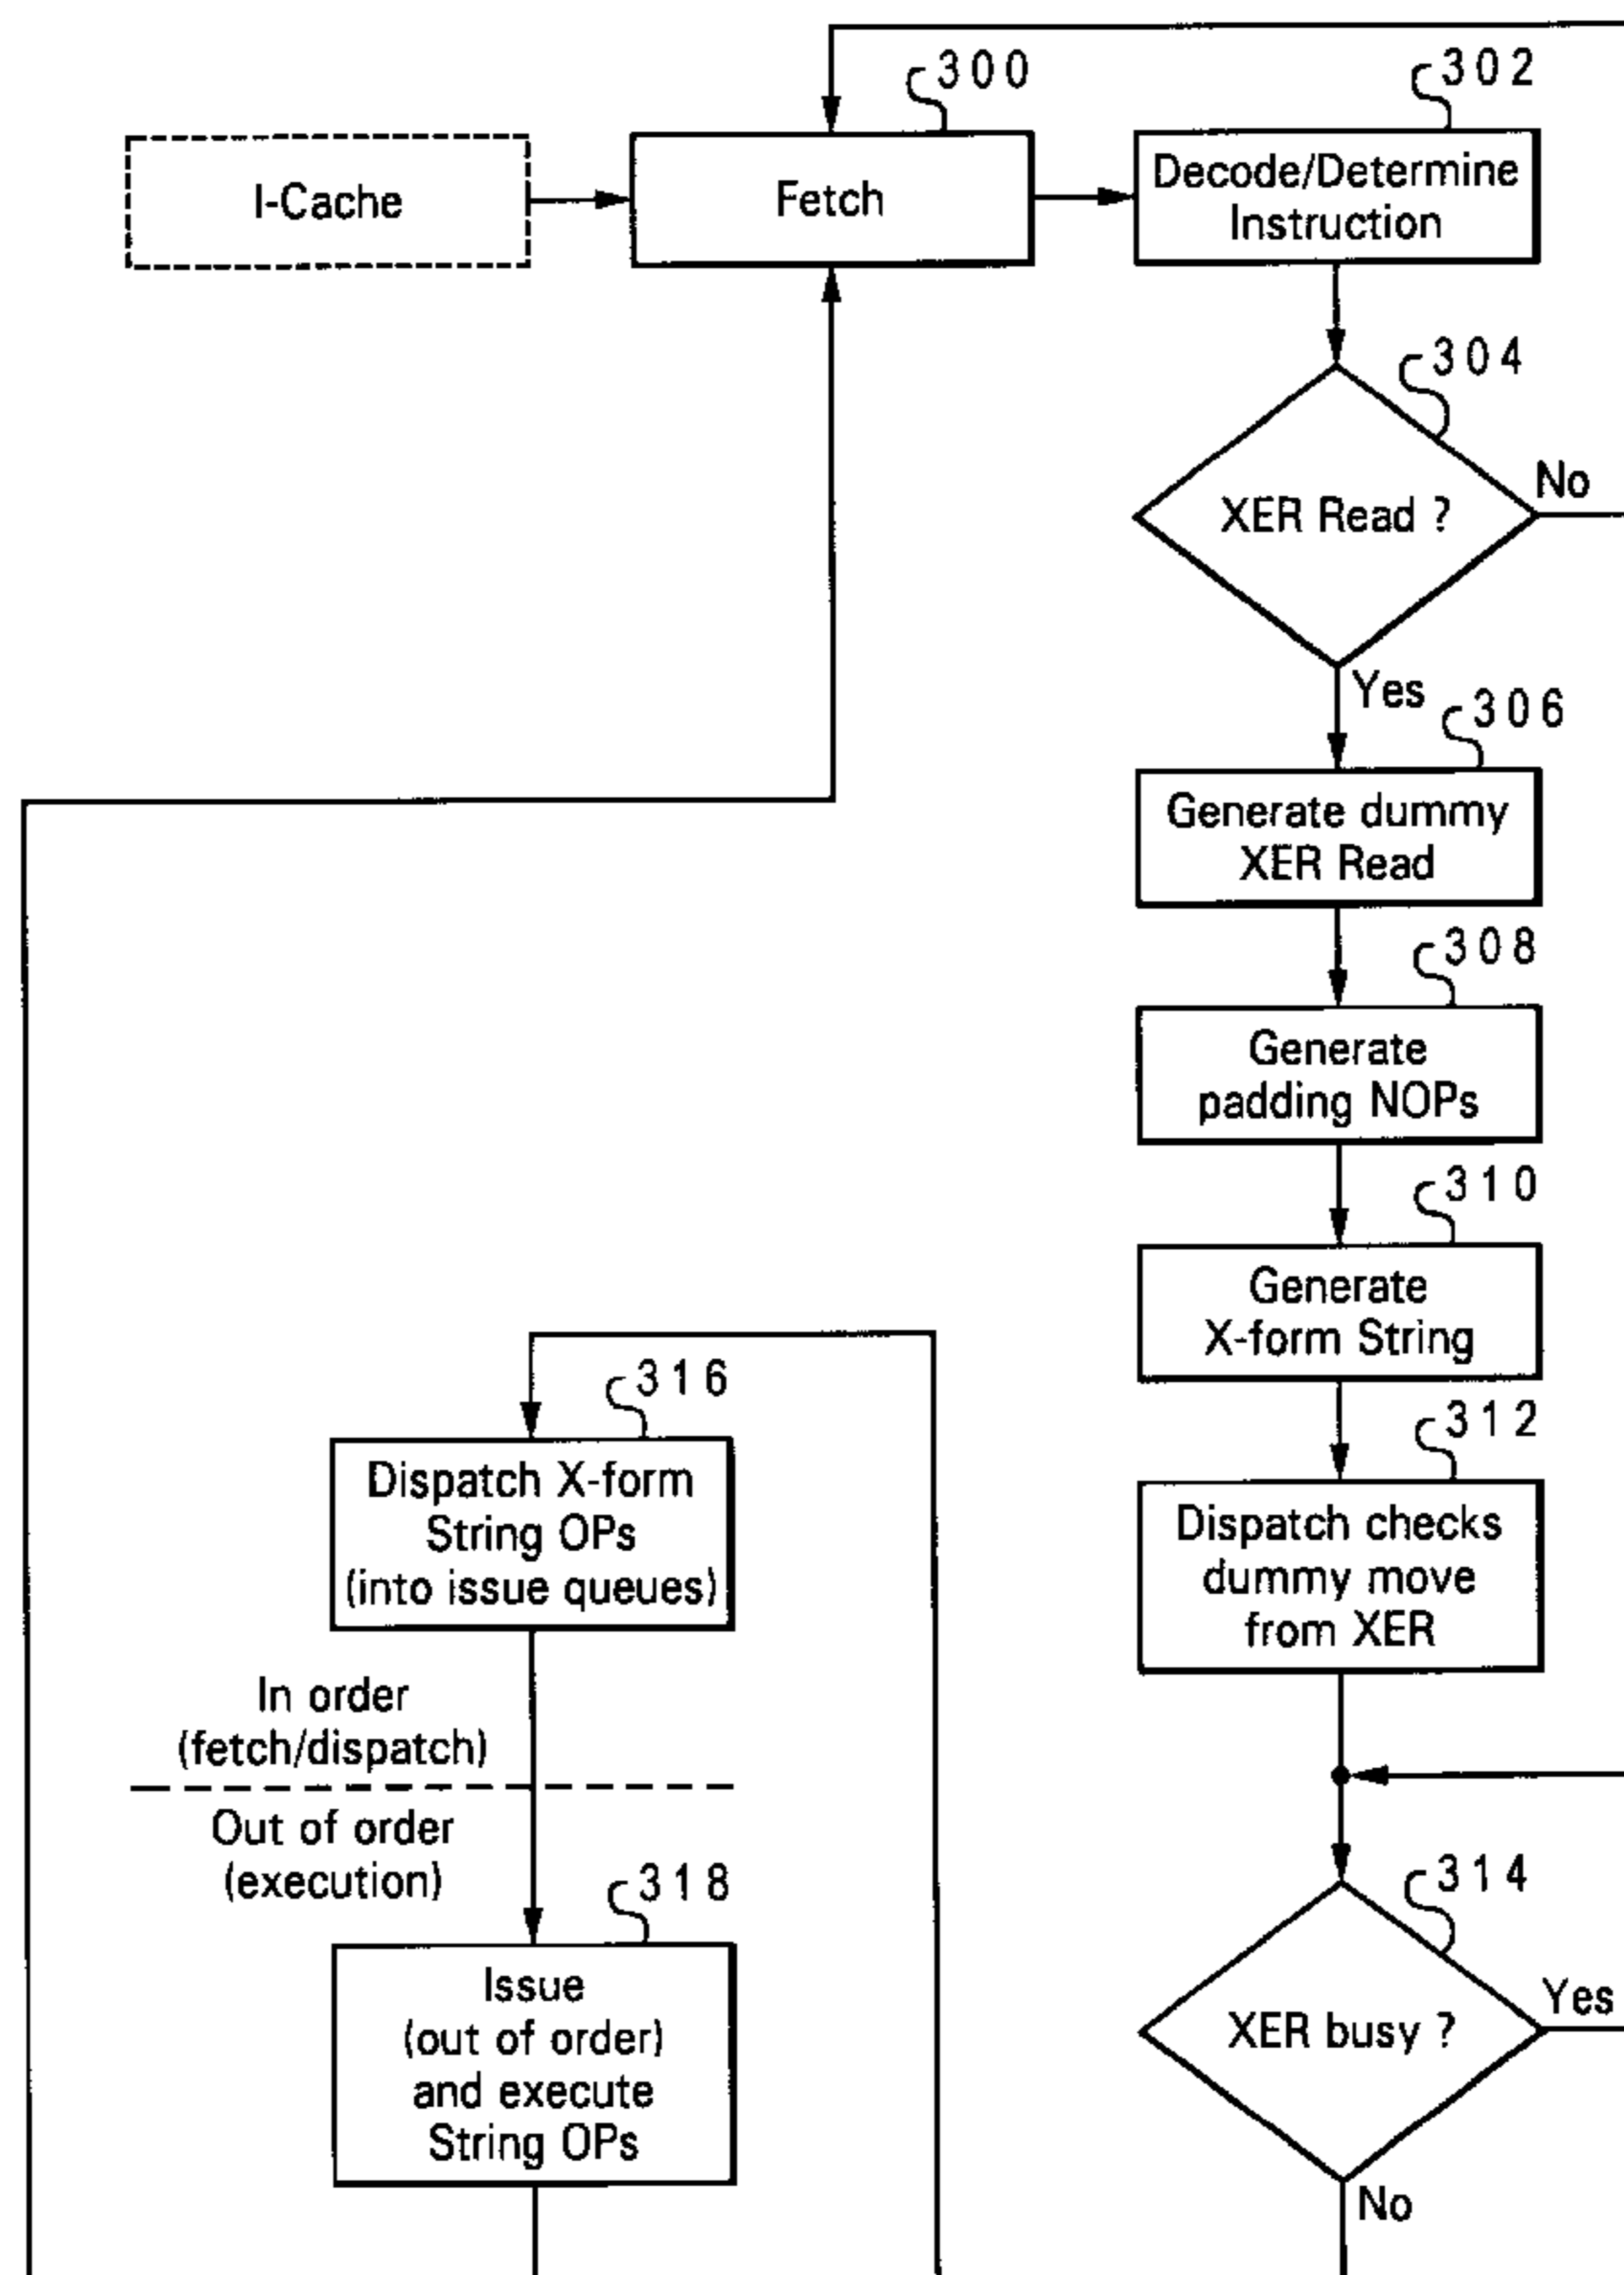 300
302
I-Cache
Fetch
Decode/Determine
Instruction
304
XER Read ?
No
Yes
306
Generate dummy
XER Read
308
Generate
padding NOPs
310
Generate
X-form String
316
312
Dispatch X-form
String OPs
(into issue queues)
Dispatch checks
dummy move
from XER
In order
(fetch/dispatch)
Out of order
(execution)
318
314
Issue
(out of order)
and execute
String OPs
XER busy ?
Yes
No